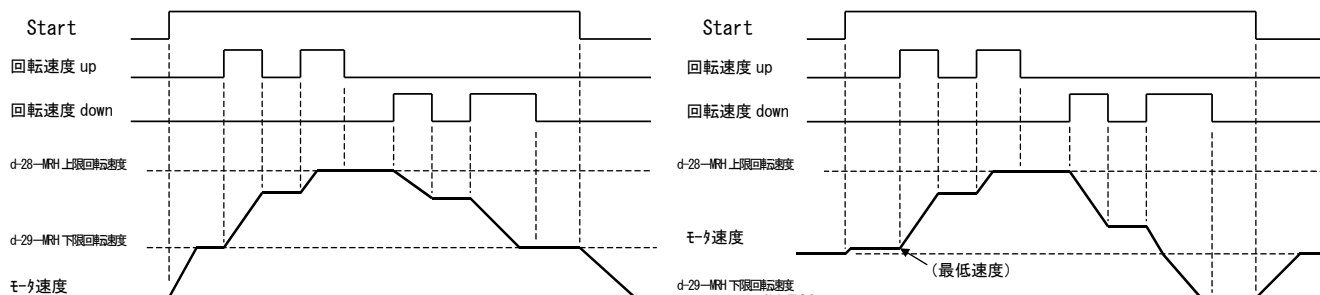 Start
回転速度 up
回転速度 down
d-28－MRH 上限回転速度
d-29－MRH 下限回転速度
ﾓｰﾀ速度
Start
回転速度 up
回転速度 down
d-28－MRH 上限回転速度
ﾓｰﾀ速度
(最低速度)
d-29－MRH 下限回転速度